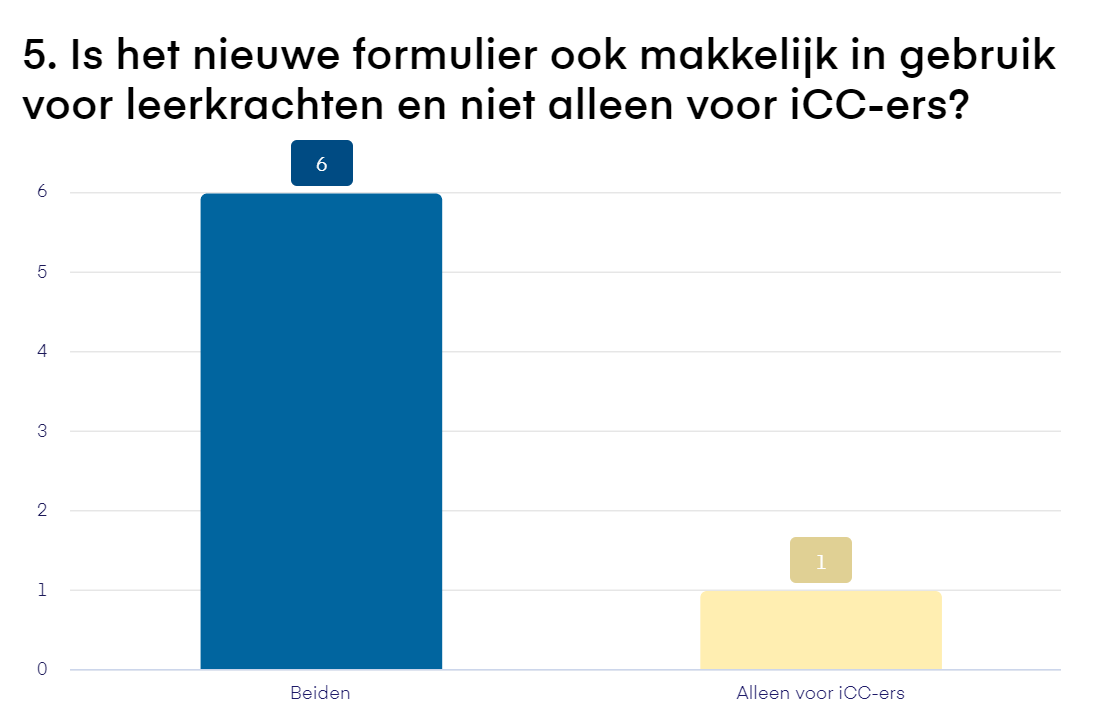 5. Is het nieuwe formulier ook makkelijk in gebruik
voor leerkrachten en niet alleen voor iCC-ers?
6
6
5
4
3
2
1
1
0
Beiden
Alleen voor iCC-ers